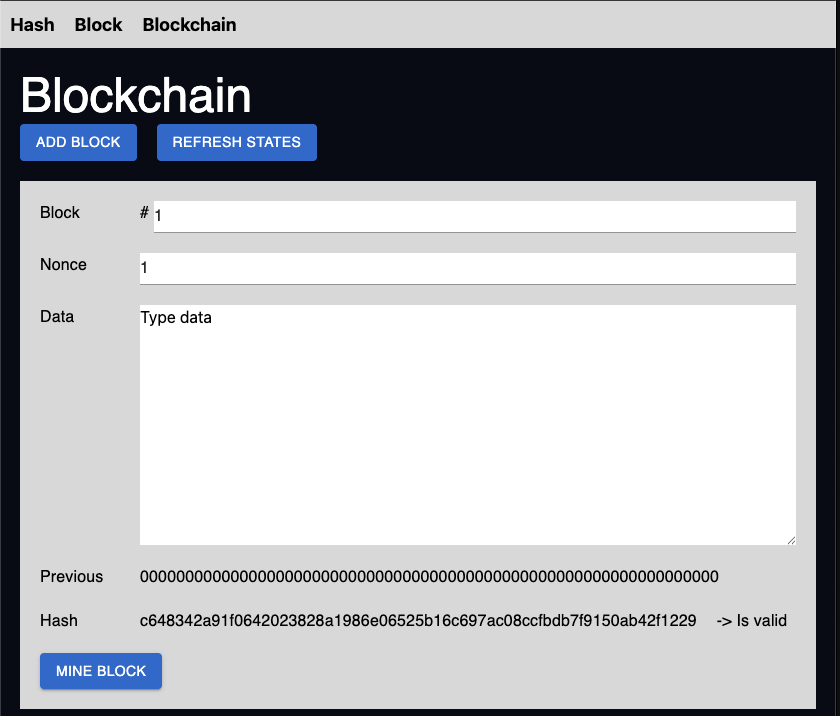 Hash Block Blockchain
Blockchain
ADD BLOCK REFRESH STATES
Block # 1
Nonce 1
Data Type data
Previous 0000000000000000000000000000000000000000000000000000000000000000
Hash c648342a91f0642023828a1986e06525b16c697ac08ccfbdb7f9150ab42f1229 -> Is valid
MINE BLOCK